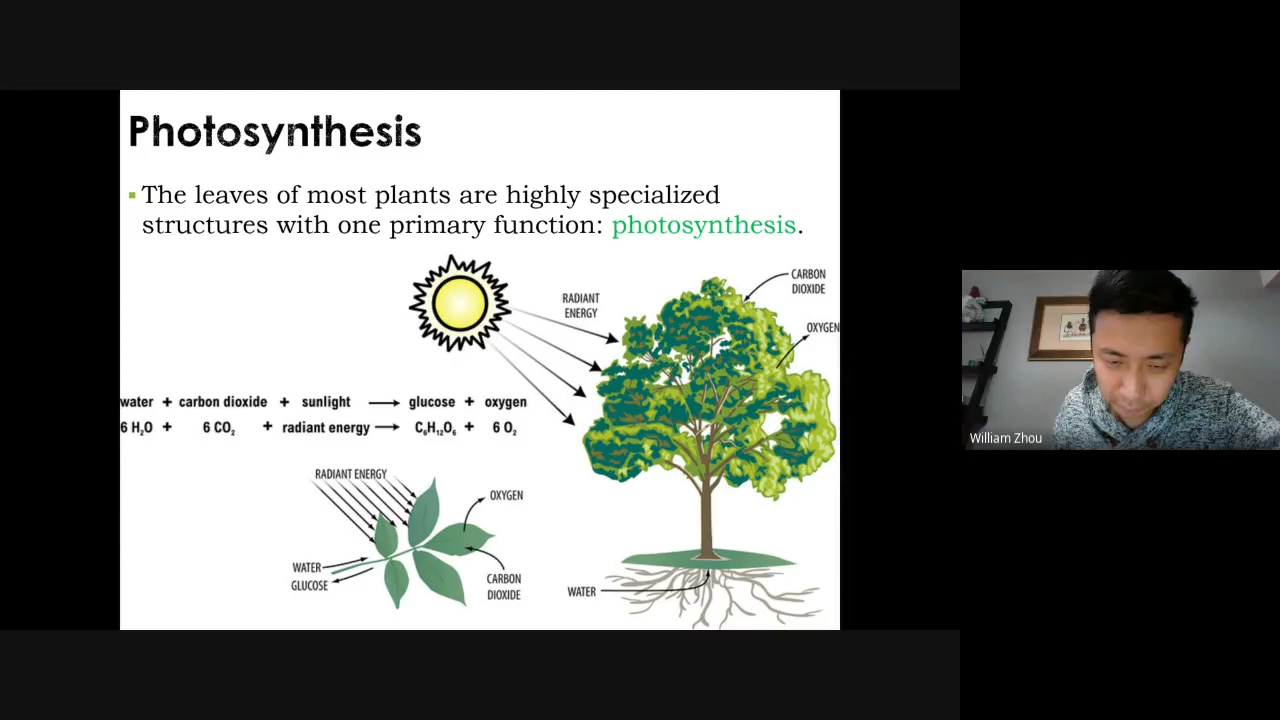 Photosynthesis
▪ The leaves of most plants are highly specialized
structures with one primary function: photosynthesis.
CARBON
DIOXIDE
RADIANT
ENERGY
OXYGEN
water + carbon dioxide + sunlight ⟶ glucose + oxygen
6 H₂O + 6 CO₂ + radiant energy ⟶ C₆H₁₂O₆ + 6 O₂
William Zhou
RADIANT ENERGY
OXYGEN
WATER
GLUCOSE
CARBON
DIOXIDE
WATER